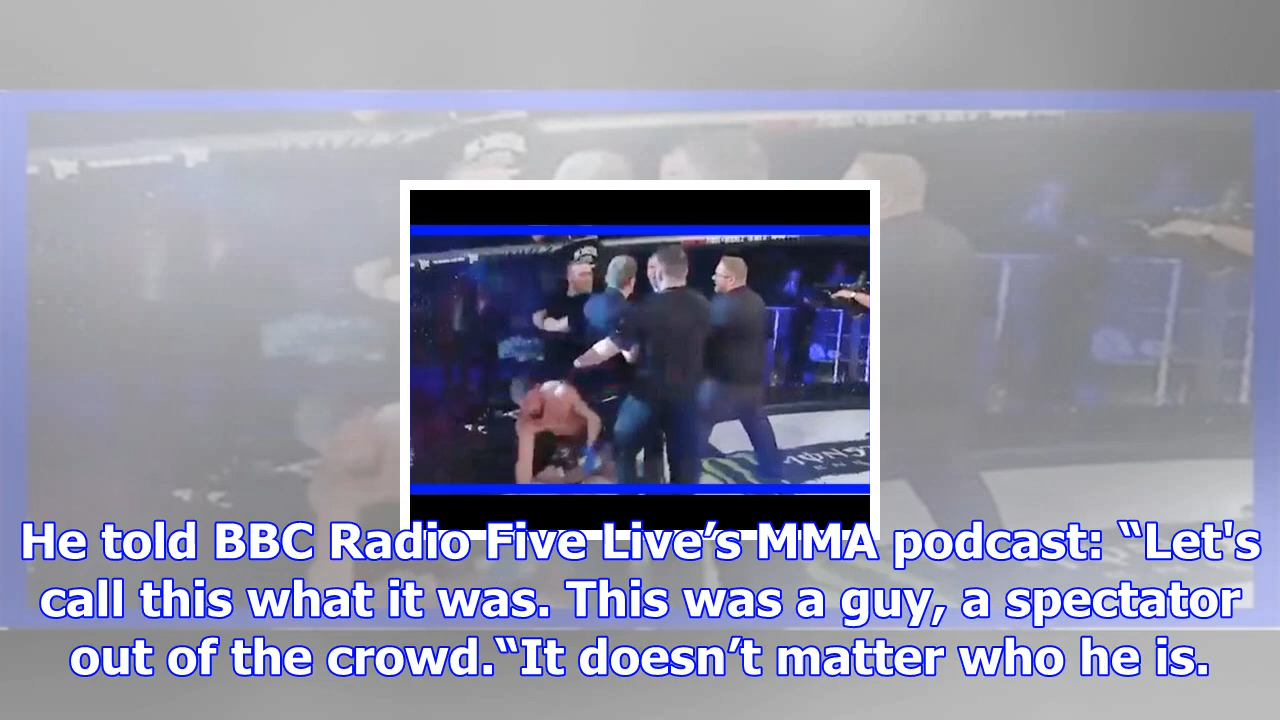 He told BBC Radio Five Live’s MMA podcast: “Let's
call this what it was. This was a guy, a spectator
out of the crowd.“It doesn’t matter who he is.